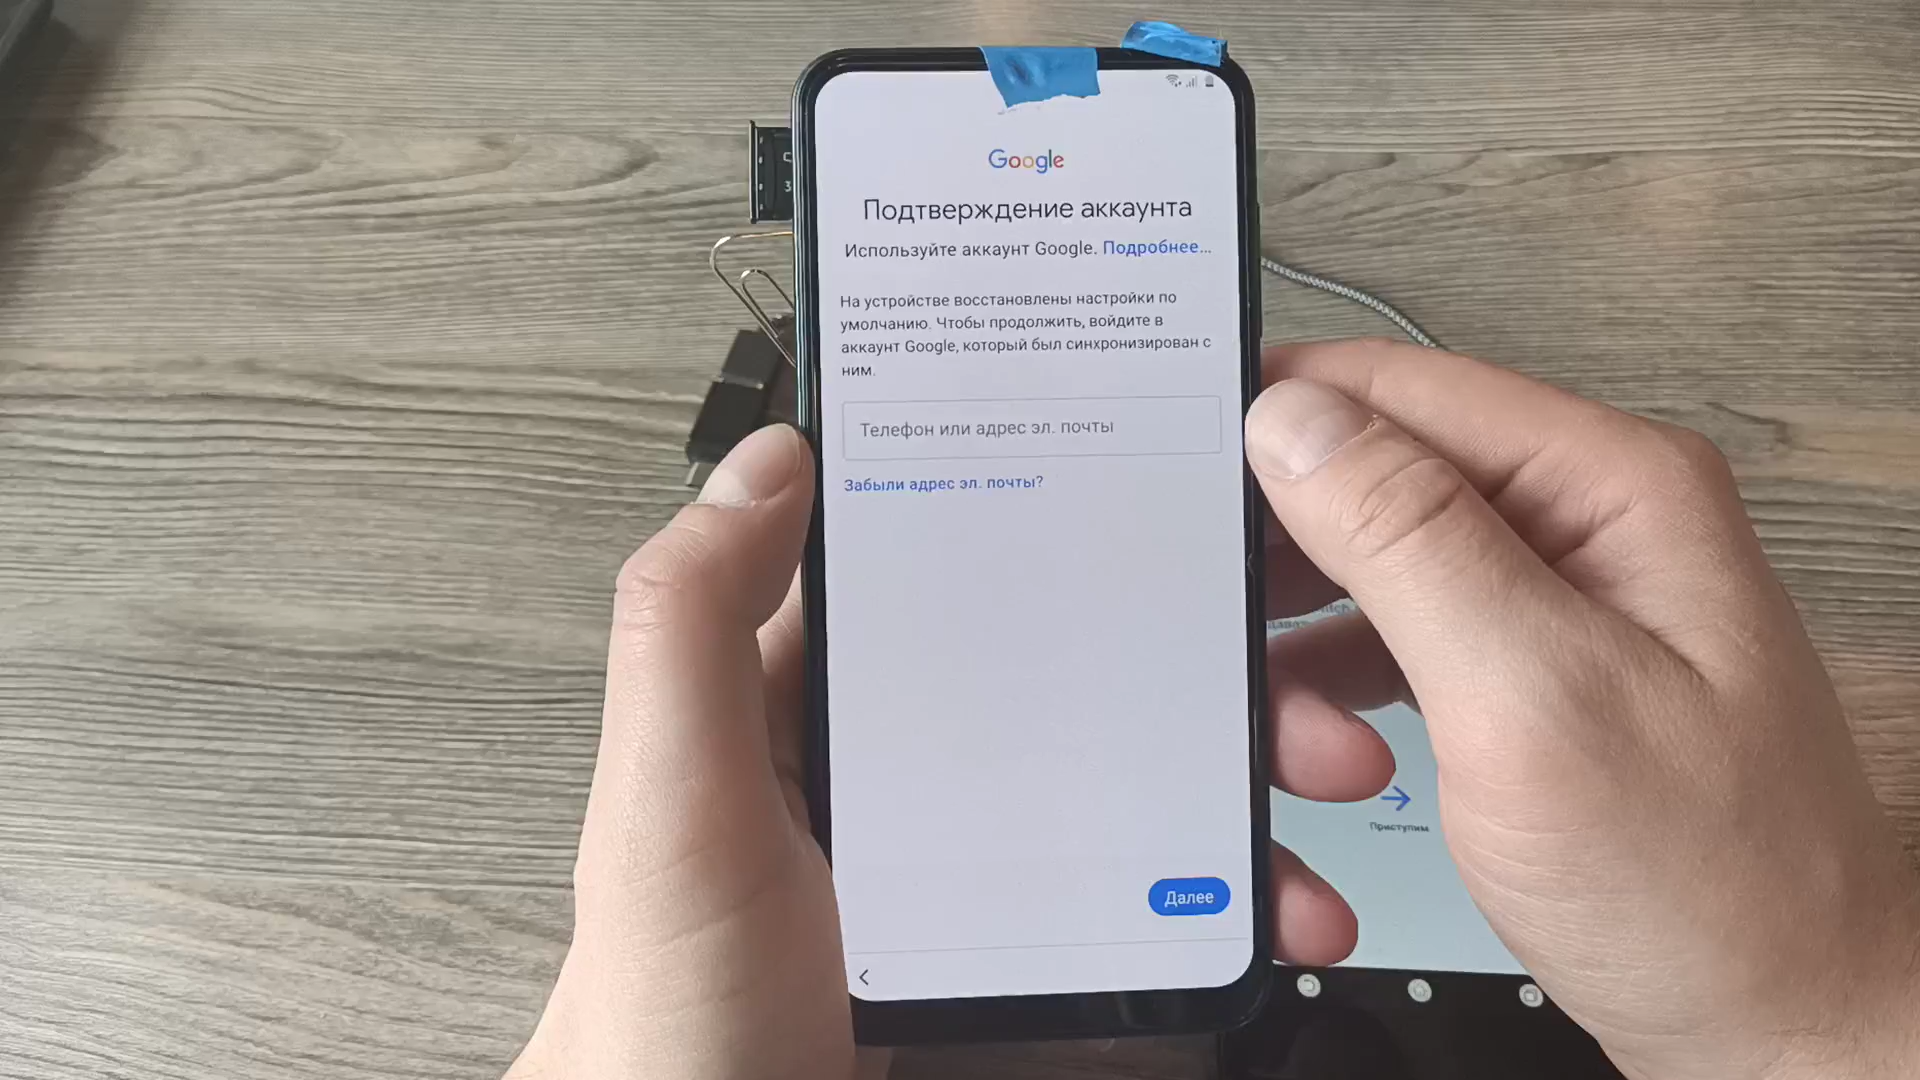 Google
Подтверждение аккаунта
Используйте аккаунт Google. Подробнее...
На устройстве восстановлены настройки по
умолчанию. Чтобы продолжить, войдите в
аккаунт Google, который был синхронизирован с
ним.
Телефон или адрес эл. почты
Забыли адрес эл. почты?
Далее
Приступим